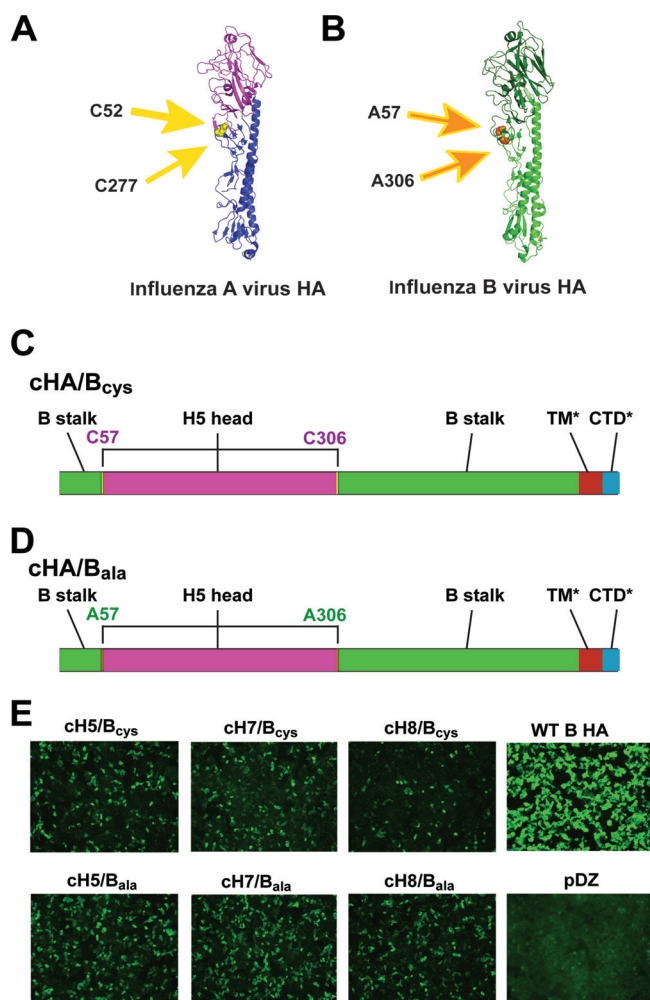 A
B
C52
A57
C277
A306
Influenza A virus HA
Influenza B virus HA
C
cHA/Bcys
B stalk
H5 head
B stalk
TM* CTD*
C57
C306
D
cHA/Bala
B stalk
H5 head
B stalk
TM* CTD*
A57
A306
E
cH5/Bcys
cH7/Bcys
cH8/Bcys
WT B HA
cH5/Bala
cH7/Bala
cH8/Bala
pDZ